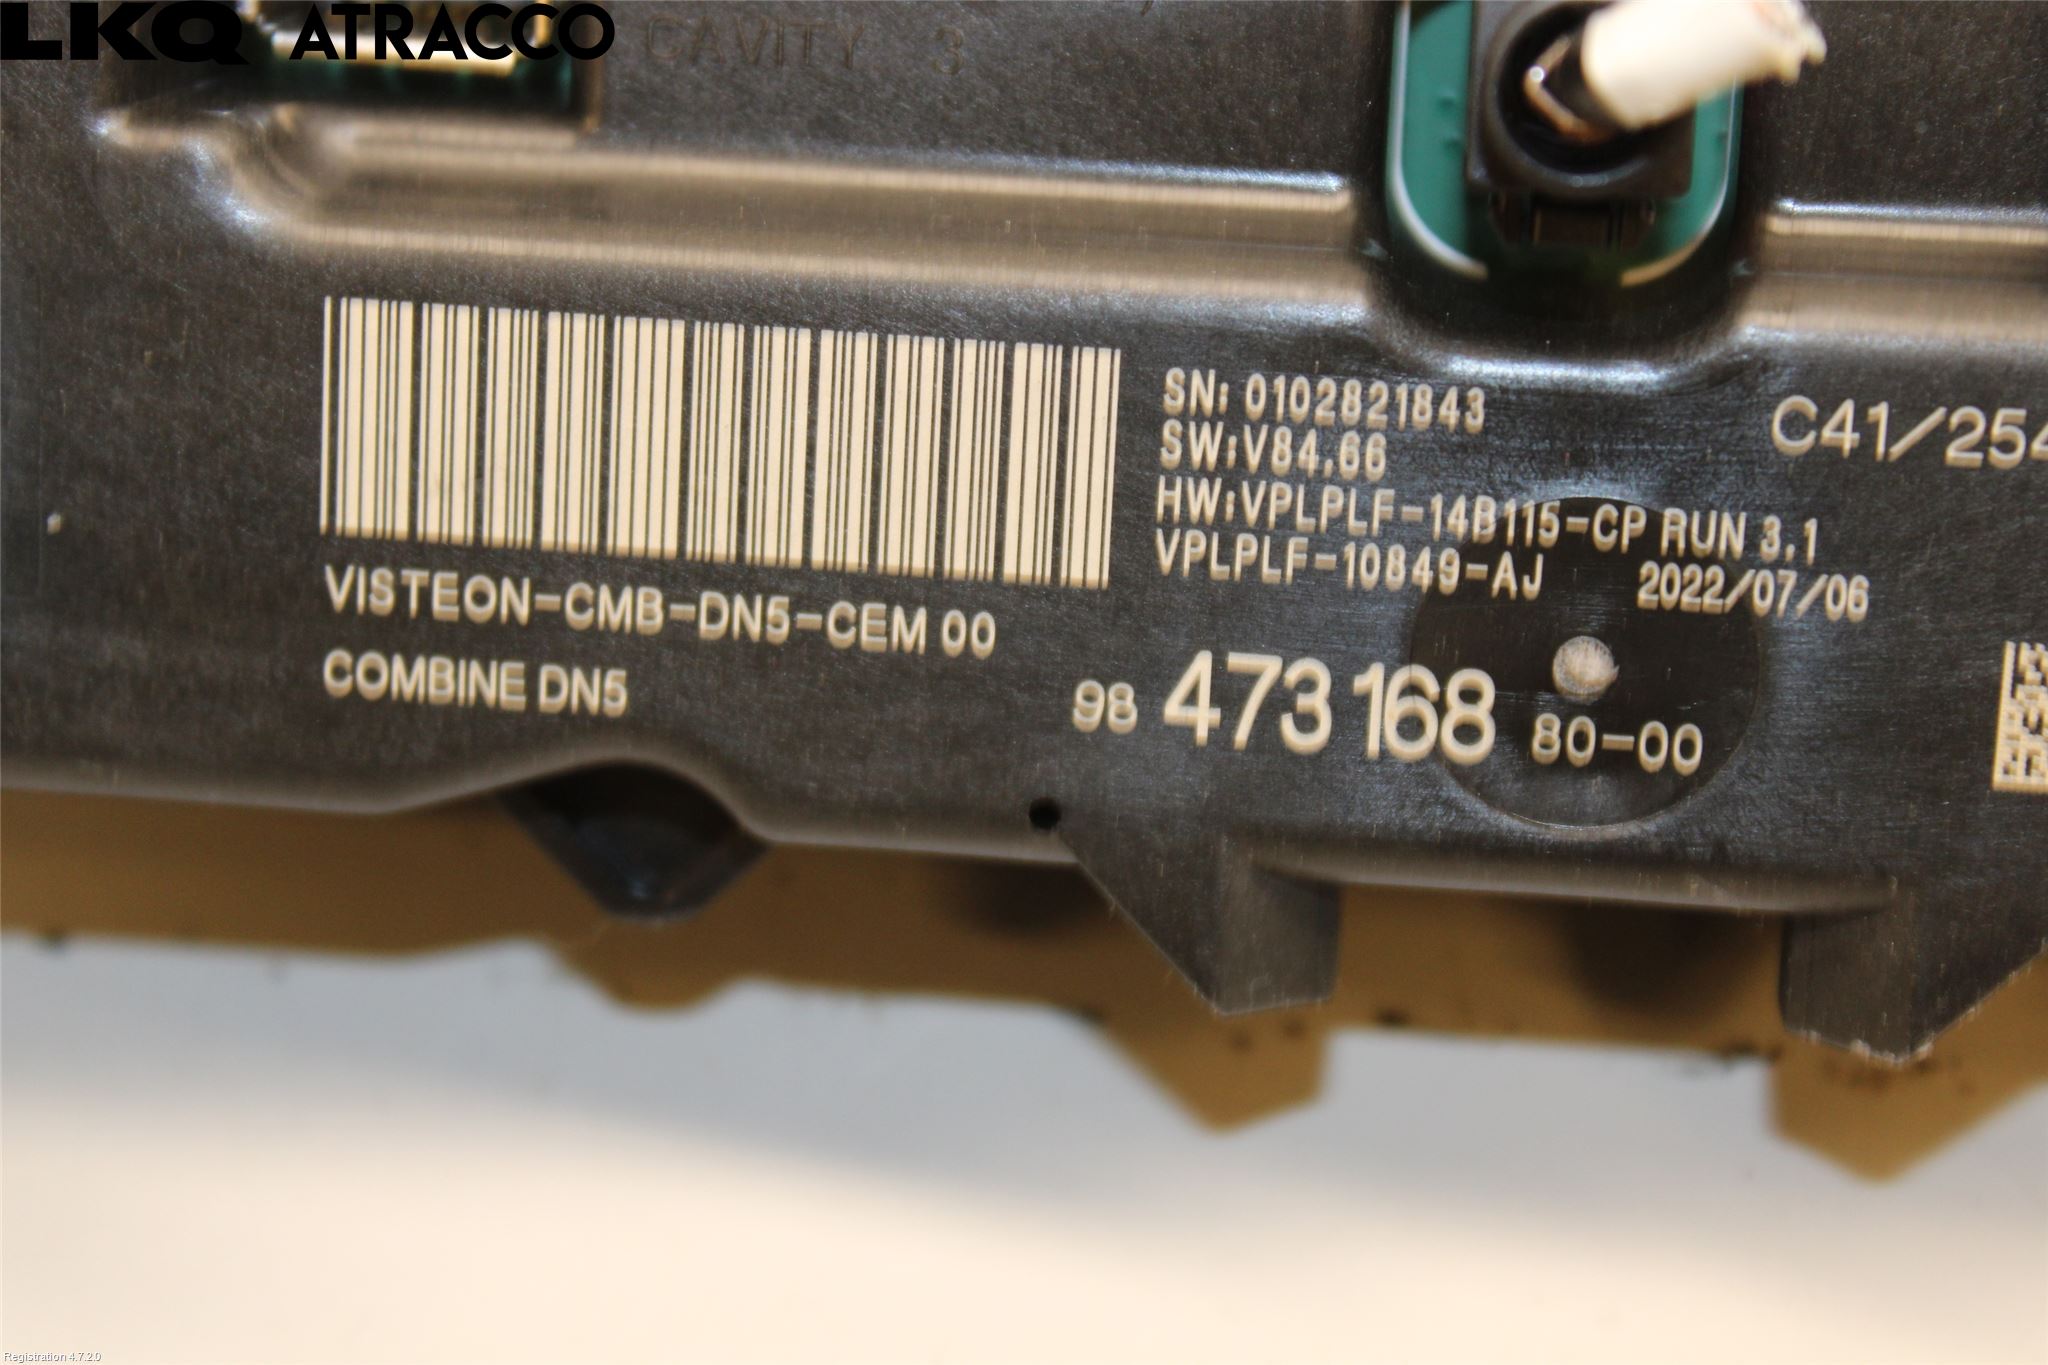 LKQ ATRACCO
CAVITY 3
SN: 0102821843
SW:V84.66
HW:VPLPLF-14B115-CP RUN 3.1
VPLPLF-10849-AJ 2022/07/06
C41/254
VISTEON-CMB-DN5-CEM 00
COMBINE DN5
98 473168 80-00
Registration 4.7.2.0